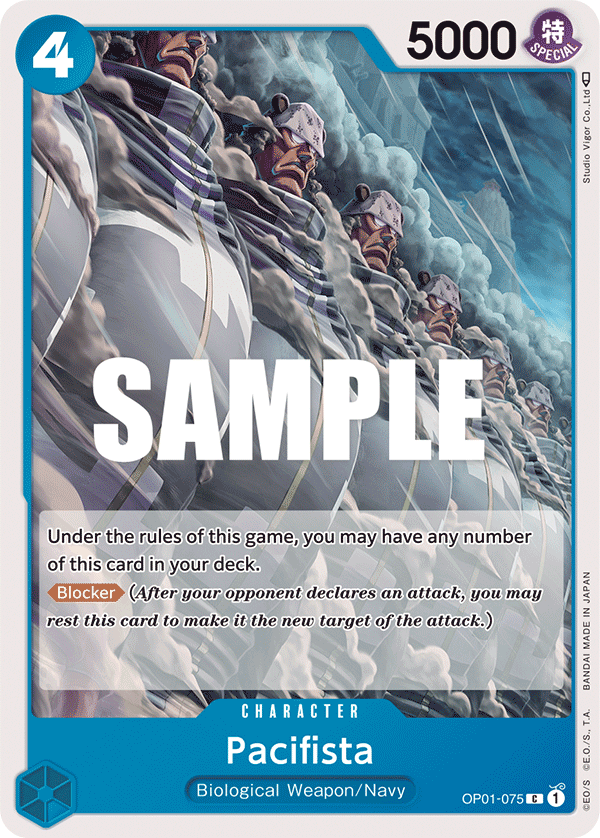 4
5000
特
SPECIAL
Studio Vigor Co.,Ltd
SAMPLE
Under the rules of this game, you may have any number
of this card in your deck.
Blocker (After your opponent declares an attack, you may
rest this card to make it the new target of the attack.)
CHARACTER
Pacifista
Biological Weapon/Navy
OP01-075 C 1
©EO/S ©E.O./S., T.A. BANDAI MADE IN JAPAN